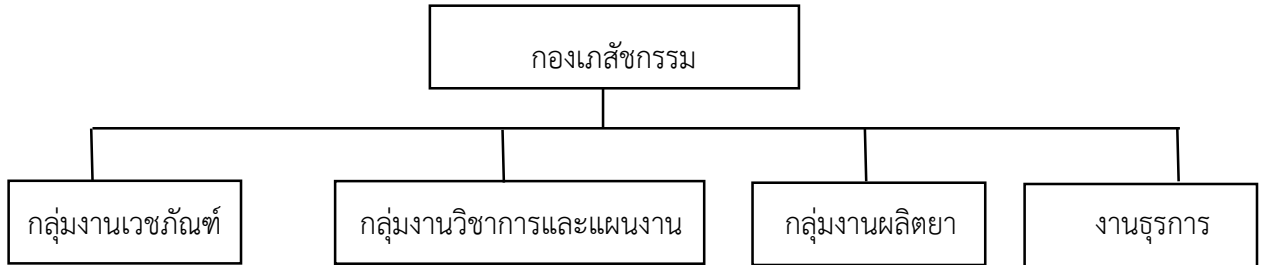 กองเภสัชกรรม
กลุ่มงานเวชภัณฑ์
กลุ่มงานวิชาการและแผนงาน
กลุ่มงานผลิตยา
งานธุรการ